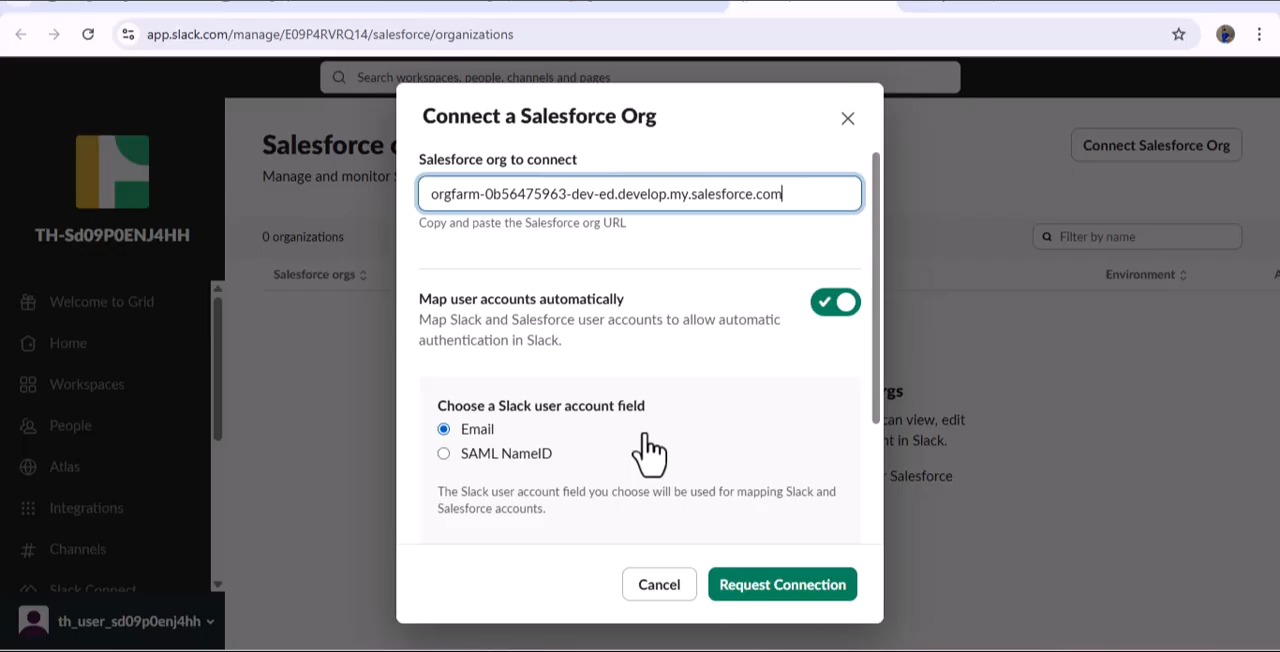 app.slack.com/manage/E09P4RVRQ14/salesforce/organizations
Search workspaces, people, channels and pages
TH-Sd09P0ENJ4HH
Welcome to Grid
Home
Workspaces
People
Atlas
Integrations
Channels
Slack Connect
th_user_sd09p0enj4hh
Salesforce
Connect Salesforce Org
Manage and monitor
0 organizations
Filter by name
Salesforce orgs
Environment
A
rgs
can view, edit
nt in Slack.
Salesforce
Connect a Salesforce Org
Salesforce org to connect
orgfarm-0b56475963-dev-ed.develop.my.salesforce.com
Copy and paste the Salesforce org URL
Map user accounts automatically
Map Slack and Salesforce user accounts to allow automatic
authentication in Slack.
Choose a Slack user account field
Email
SAML NameID
The Slack user account field you choose will be used for mapping Slack and
Salesforce accounts.
Cancel
Request Connection